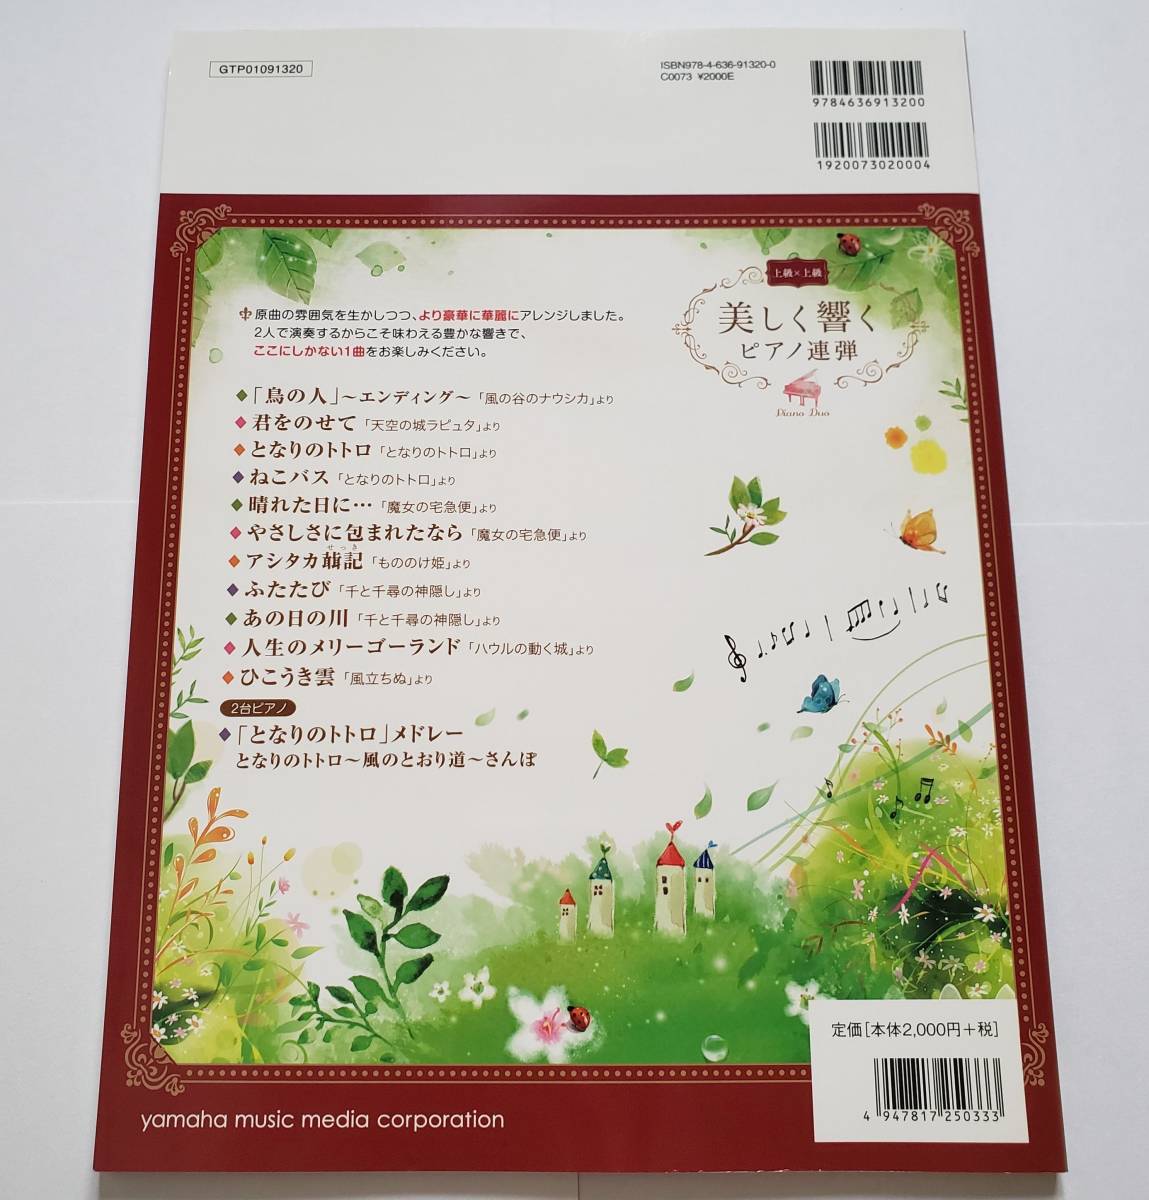 GTP01091320
ISBN978-4-636-91320-0
C0073 ¥2000E
9784636913200
1920073020004
上級×上級
美しく響く
ピアノ連弾
Piano Duo
原曲の雰囲気を生かしつつ、より豪華に華麗にアレンジしました。
2人で演奏するからこそ味わえる豊かな響きで、
ここにしかない1曲をお楽しみください。
「鳥の人」～エンディング～「風の谷のナウシカ」より
君をのせて「天空の城ラピュタ」より
となりのトトロ「となりのトトロ」より
ねこバス「となりのトトロ」より
晴れた日に…「魔女の宅急便」より
やさしさに包まれたなら「魔女の宅急便」より
せっき
アシタカ𦻙記「もののけ姫」より
ふたたび「千と千尋の神隠し」より
あの日の川「千と千尋の神隠し」より
人生のメリーゴーランド「ハウルの動く城」より
ひこうき雲「風立ちぬ」より
2台ピアノ
「となりのトトロ」メドレー
となりのトトロ～風のとおり道～さんぽ
定価[本体2,000円+税]
4 947817 250333
yamaha music media corporation